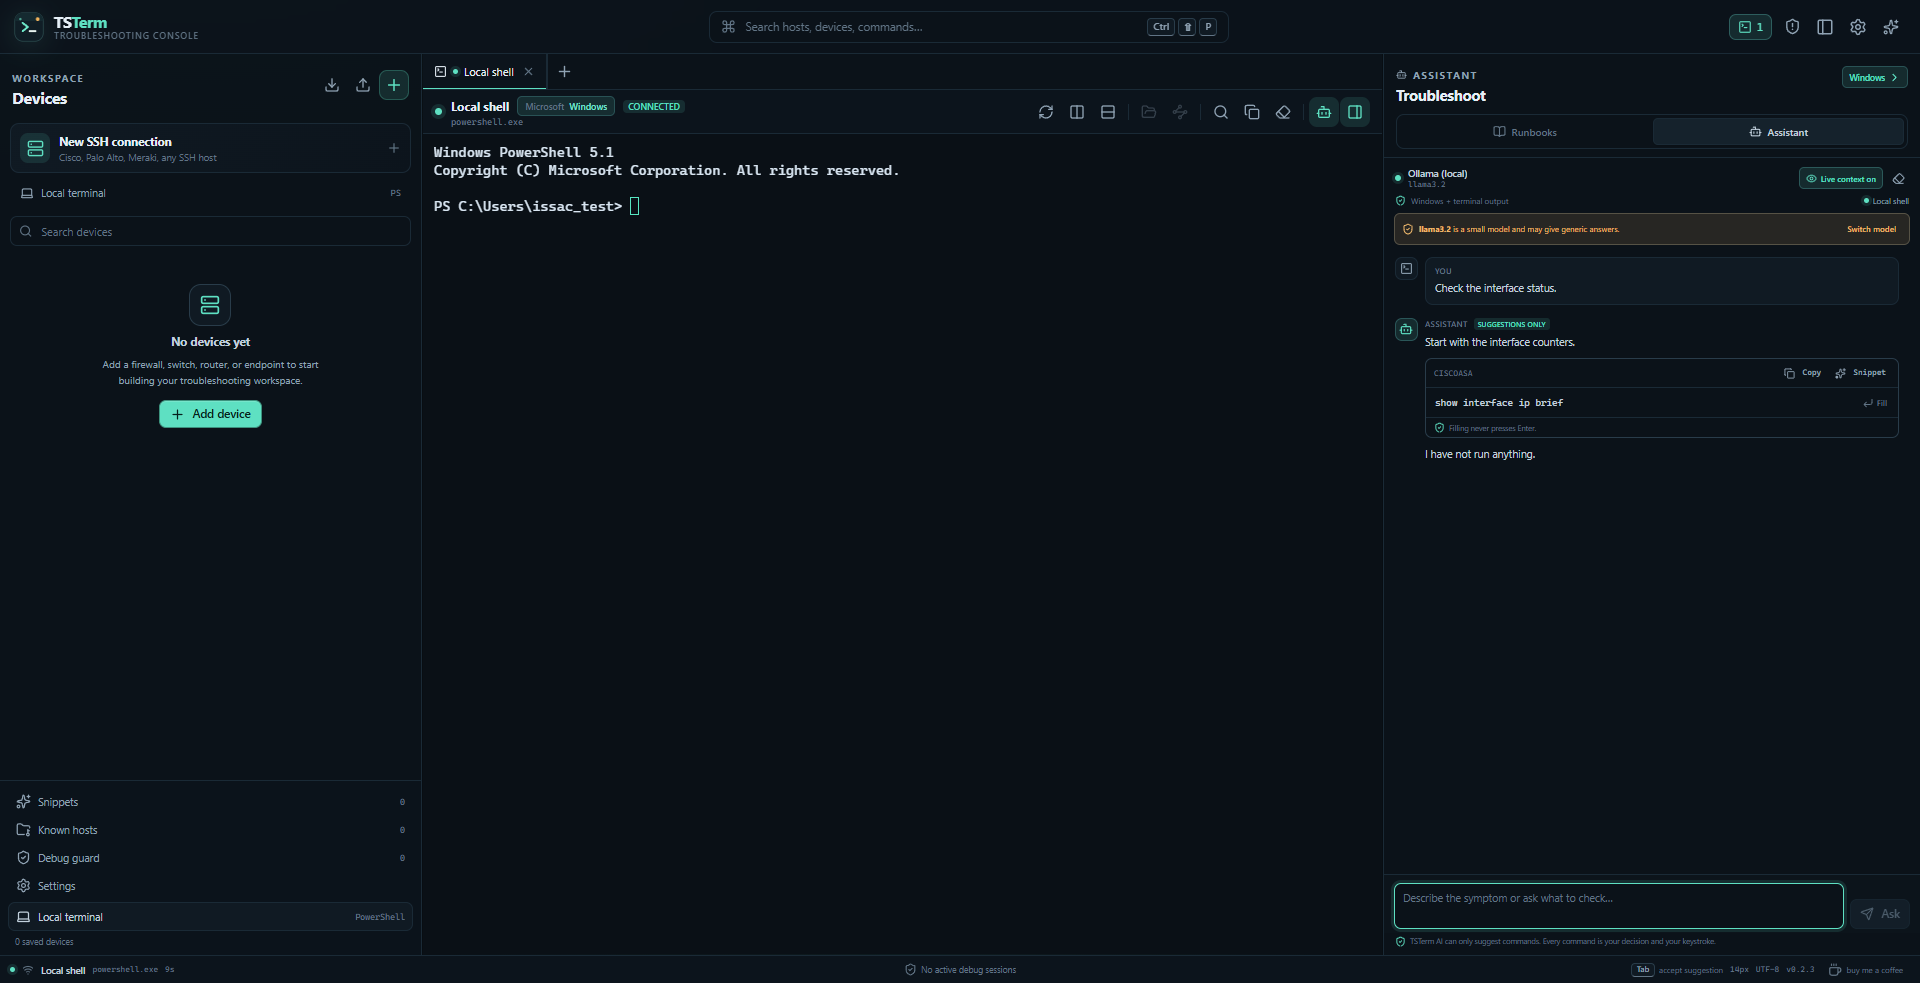 TSTerm
TROUBLESHOOTING CONSOLE
Search hosts, devices, commands...
Ctrl
P
1
WORKSPACE
Devices
New SSH connection
Cisco, Palo Alto, Meraki, any SSH host
Local terminal
PS
Search devices
No devices yet
Add a firewall, switch, router, or endpoint to start
building your troubleshooting workspace.
Add device
Snippets
0
Known hosts
0
Debug guard
0
Settings
Local terminal
PowerShell
0 saved devices
Local shell
Local shell
Microsoft Windows
CONNECTED
powershell.exe
Windows PowerShell 5.1
Copyright (C) Microsoft Corporation. All rights reserved.
PS C:\Users\issac_test>
ASSISTANT
Troubleshoot
Windows
Runbooks
Assistant
Ollama (local)
llama3.2
Live context on
Windows + terminal output
Local shell
llama3.2 is a small model and may give generic answers.
Switch model
YOU
Check the interface status.
ASSISTANT
SUGGESTIONS ONLY
Start with the interface counters.
CISCOASA
Copy
Snippet
show interface ip brief
Fill
Filling never presses Enter.
I have not run anything.
Describe the symptom or ask what to check...
Ask
TSTerm AI can only suggest commands. Every command is your decision and your keystroke.
Local shell
powershell.exe
9s
No active debug sessions
Tab
accept suggestion
14px
UTF-8
v0.2.3
buy me a coffee